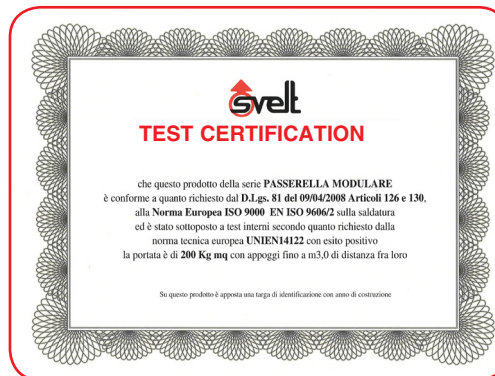 svelt
TEST CERTIFICATION
che questo prodotto della serie PASSERELLA MODULARE
è conforme a quanto richiesto dal D.Lgs. 81 del 09/04/2008 Articoli 126 e 130,
alla Norma Europea ISO 9000 EN ISO 9606/2 sulla saldatura
ed è stato sottoposto a test interni secondo quanto richiesto dalla
norma tecnica europea UNIEN14122 con esito positivo
la portata è di 200 Kg mq con appoggi fino a m3,0 di distanza fra loro
Su questo prodotto è apposta una targa di identificazione con anno di costruzione